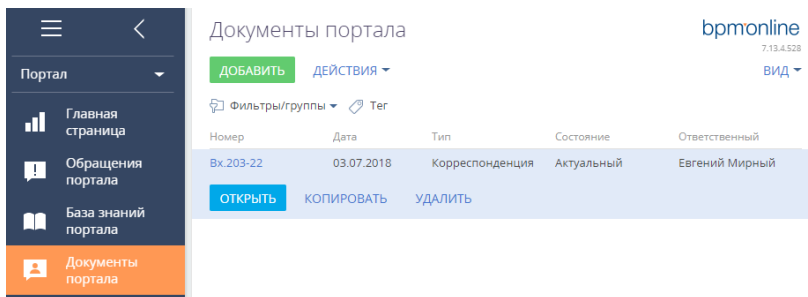 Портал
Главная
страница
Обращения
портала
База знаний
портала
Документы
портала
Документы портала
bpm'online
7.13.4.528
ДОБАВИТЬ ДЕЙСТВИЯ ВИД
Фильтры/группы Тег
Номер Дата Тип Состояние Ответственный
Вх.203-22 03.07.2018 Корреспонденция Актуальный Евгений Мирный
ОТКРЫТЬ КОПИРОВАТЬ УДАЛИТЬ